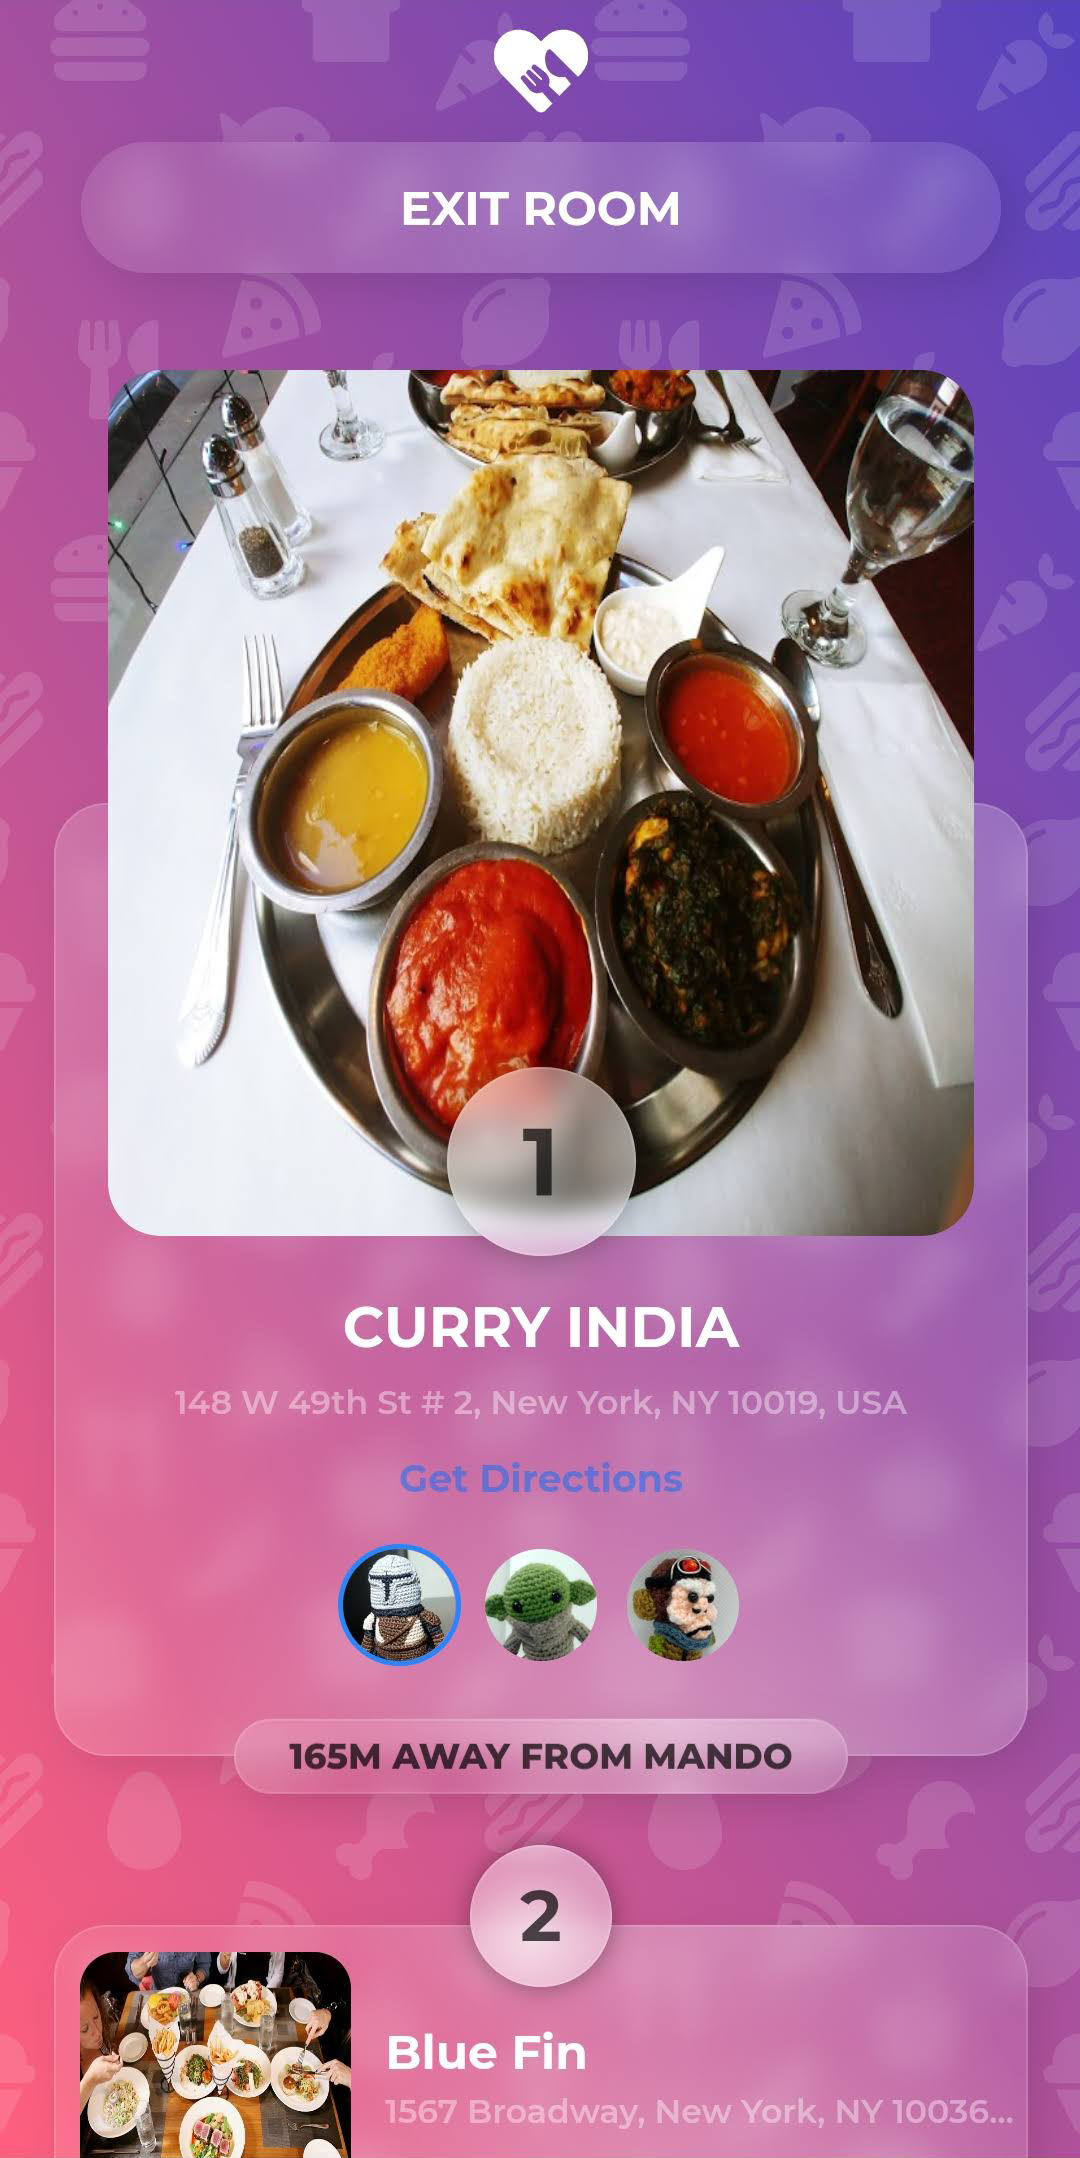 EXIT ROOM
1
CURRY INDIA
148 W 49th St # 2, New York, NY 10019, USA
Get Directions
165M AWAY FROM MANDO
2
Blue Fin
1567 Broadway, New York, NY 10036...